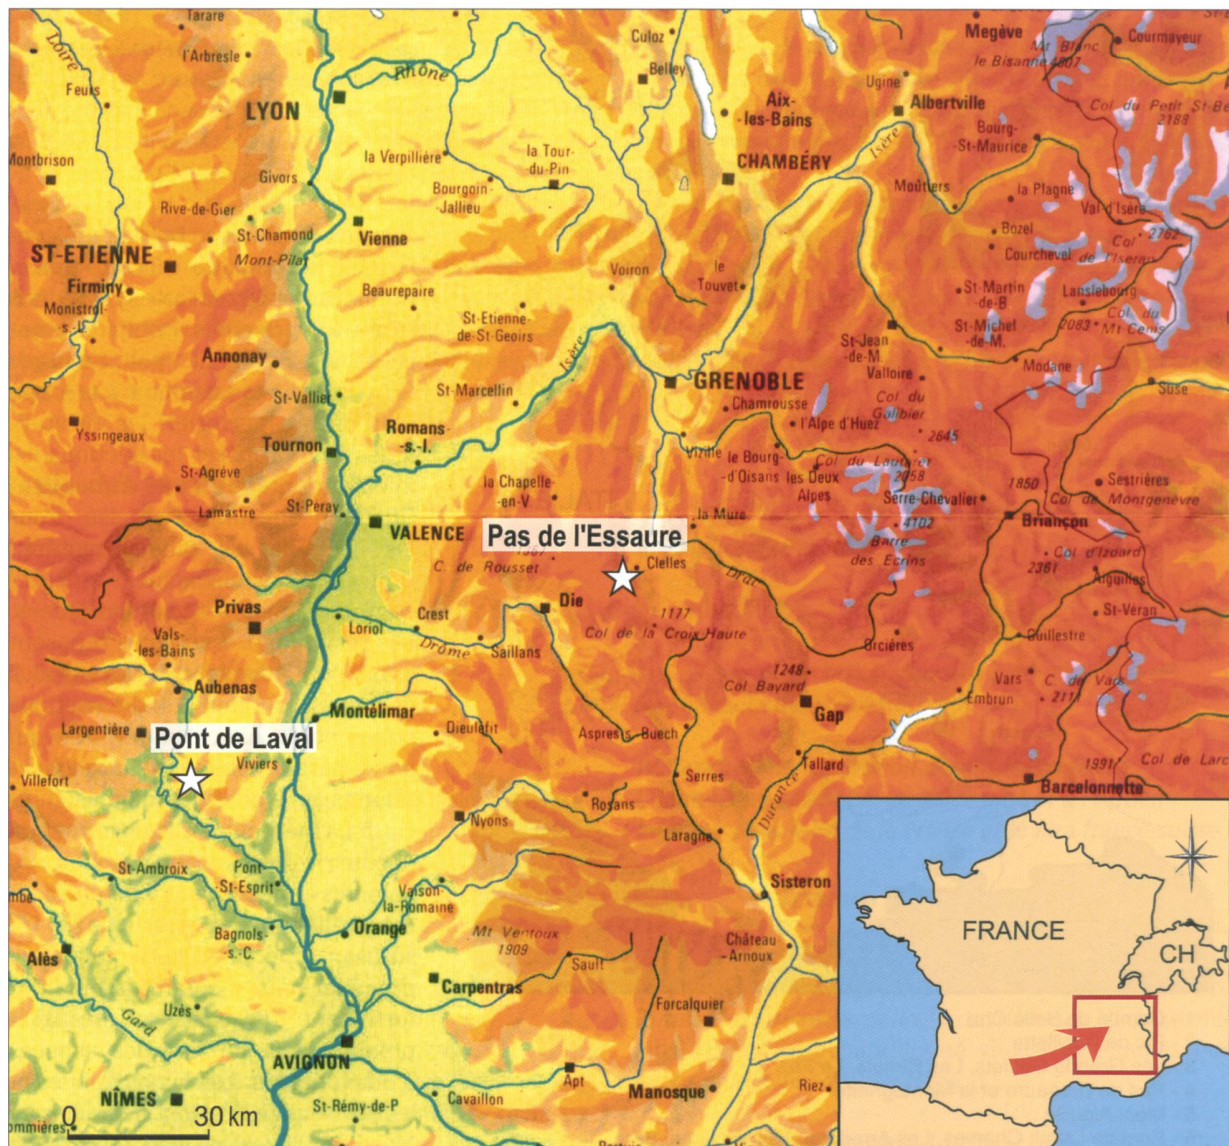 Tarare
l'Arbresle
Loire
Feurs
LYON
Rhône
Culoz
Belley
Megève
Mt Blanc
le Bisanne 4807
Courmayeur
Ugine
Albertville
Col du Petit St-Be
2188
Aix-
-les-Bains
Isère
Bourg-
St-Maurice
CHAMBÉRY
Montbrison
la Verpillière
la Tour-
du-Pin
Bourgoin-
-Jallieu
Givors
Rive-de-Gier
St-Chamond
Mont-Pilat
Vienne
Moûtiers
la Plagne
Val-d'Isère
Bozel
Courchevel
Col
2762
de l'Iseran
ST-ETIENNE
Firminy
Monistrol-
-s.-L.
Voiron
le
Touvet
Beaurepaire
St-Etienne-
de-St-Geoirs
St-Martin
-de-B.
Lanslebourg
2083
Col du
Mt Cenis
Isère
St-Michel
-de-M.
St-Jean
-de-M.
Modane
Suse
Annonay
Valloire
Col du
Galibier
2645
GRENOBLE
Chamrousse
l'Alpe d'Huez
St-Vallier
St-Marcellin
Yssingeaux
Tournon
Romans-
-s.-I.
Vizille
le Bourg-
-d'Oisans
les Deux
Alpes
Col du Lautaret
2058
Sestrières
Col de Montgenèvre
1850
Serre-Chevalier
Briançon
St-Agrève
Lamastre
St-Péray
la Chapelle-
-en-V
VALENCE
Pas de l'Essaure
la Mure
4102
Barre
des Ecrins
C. de Rousset
Clelles
Drac
Col d'Izoard
2361
Aiguilles
St-Véran
Guillestre
Privas
Vals-
-les-Bains
Aubenas
Loriol
Crest
Drôme
Saillans
Die
1177
Col de la Croix Haute
Orcières
1248
Col Bayard
Gap
Embrun
Vars
C. de Vars
2111
Largentière
Pont de Laval
Montélimar
Dieulefit
Aspres s. Buech
Tallard
1991
Col de Larc
Barcelonnette
Villefort
Viviers
Serres
Rosans
Durance
Nyons
Laragne
St-Ambroix
Pont-
-St-Esprit
Vaison-
la-Romaine
Sisteron
Bagnols-
-s.-C.
Orange
Mt Ventoux
1909
Sault
Château
-Arnoux
Alès
Carpentras
Uzès
Forcalquier
Gard
AVIGNON
Apt
Manosque
Riez
NÎMES
Cavaillon
St-Rémy-de-P
0 30 km
FRANCE
CH